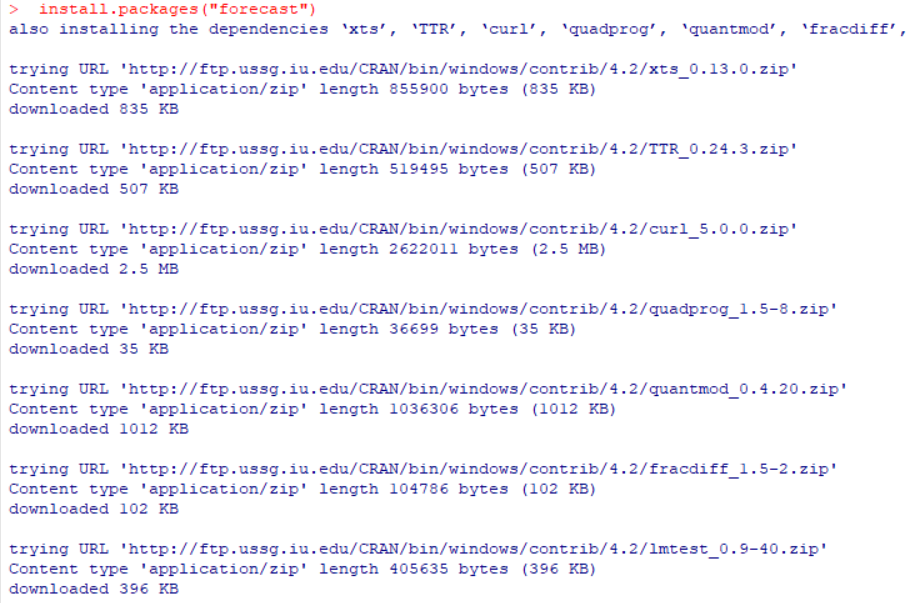 > install.packages("forecast")
also installing the dependencies ‘xts’, ‘TTR’, ‘curl’, ‘quadprog’, ‘quantmod’, ‘fracdiff’,
trying URL 'http://ftp.ussg.iu.edu/CRAN/bin/windows/contrib/4.2/xts_0.13.0.zip'
Content type 'application/zip' length 855900 bytes (835 KB)
downloaded 835 KB
trying URL 'http://ftp.ussg.iu.edu/CRAN/bin/windows/contrib/4.2/TTR_0.24.3.zip'
Content type 'application/zip' length 519495 bytes (507 KB)
downloaded 507 KB
trying URL 'http://ftp.ussg.iu.edu/CRAN/bin/windows/contrib/4.2/curl_5.0.0.zip'
Content type 'application/zip' length 2622011 bytes (2.5 MB)
downloaded 2.5 MB
trying URL 'http://ftp.ussg.iu.edu/CRAN/bin/windows/contrib/4.2/quadprog_1.5-8.zip'
Content type 'application/zip' length 36699 bytes (35 KB)
downloaded 35 KB
trying URL 'http://ftp.ussg.iu.edu/CRAN/bin/windows/contrib/4.2/quantmod_0.4.20.zip'
Content type 'application/zip' length 1036306 bytes (1012 KB)
downloaded 1012 KB
trying URL 'http://ftp.ussg.iu.edu/CRAN/bin/windows/contrib/4.2/fracdiff_1.5-2.zip'
Content type 'application/zip' length 104786 bytes (102 KB)
downloaded 102 KB
trying URL 'http://ftp.ussg.iu.edu/CRAN/bin/windows/contrib/4.2/lmtest_0.9-40.zip'
Content type 'application/zip' length 405635 bytes (396 KB)
downloaded 396 KB